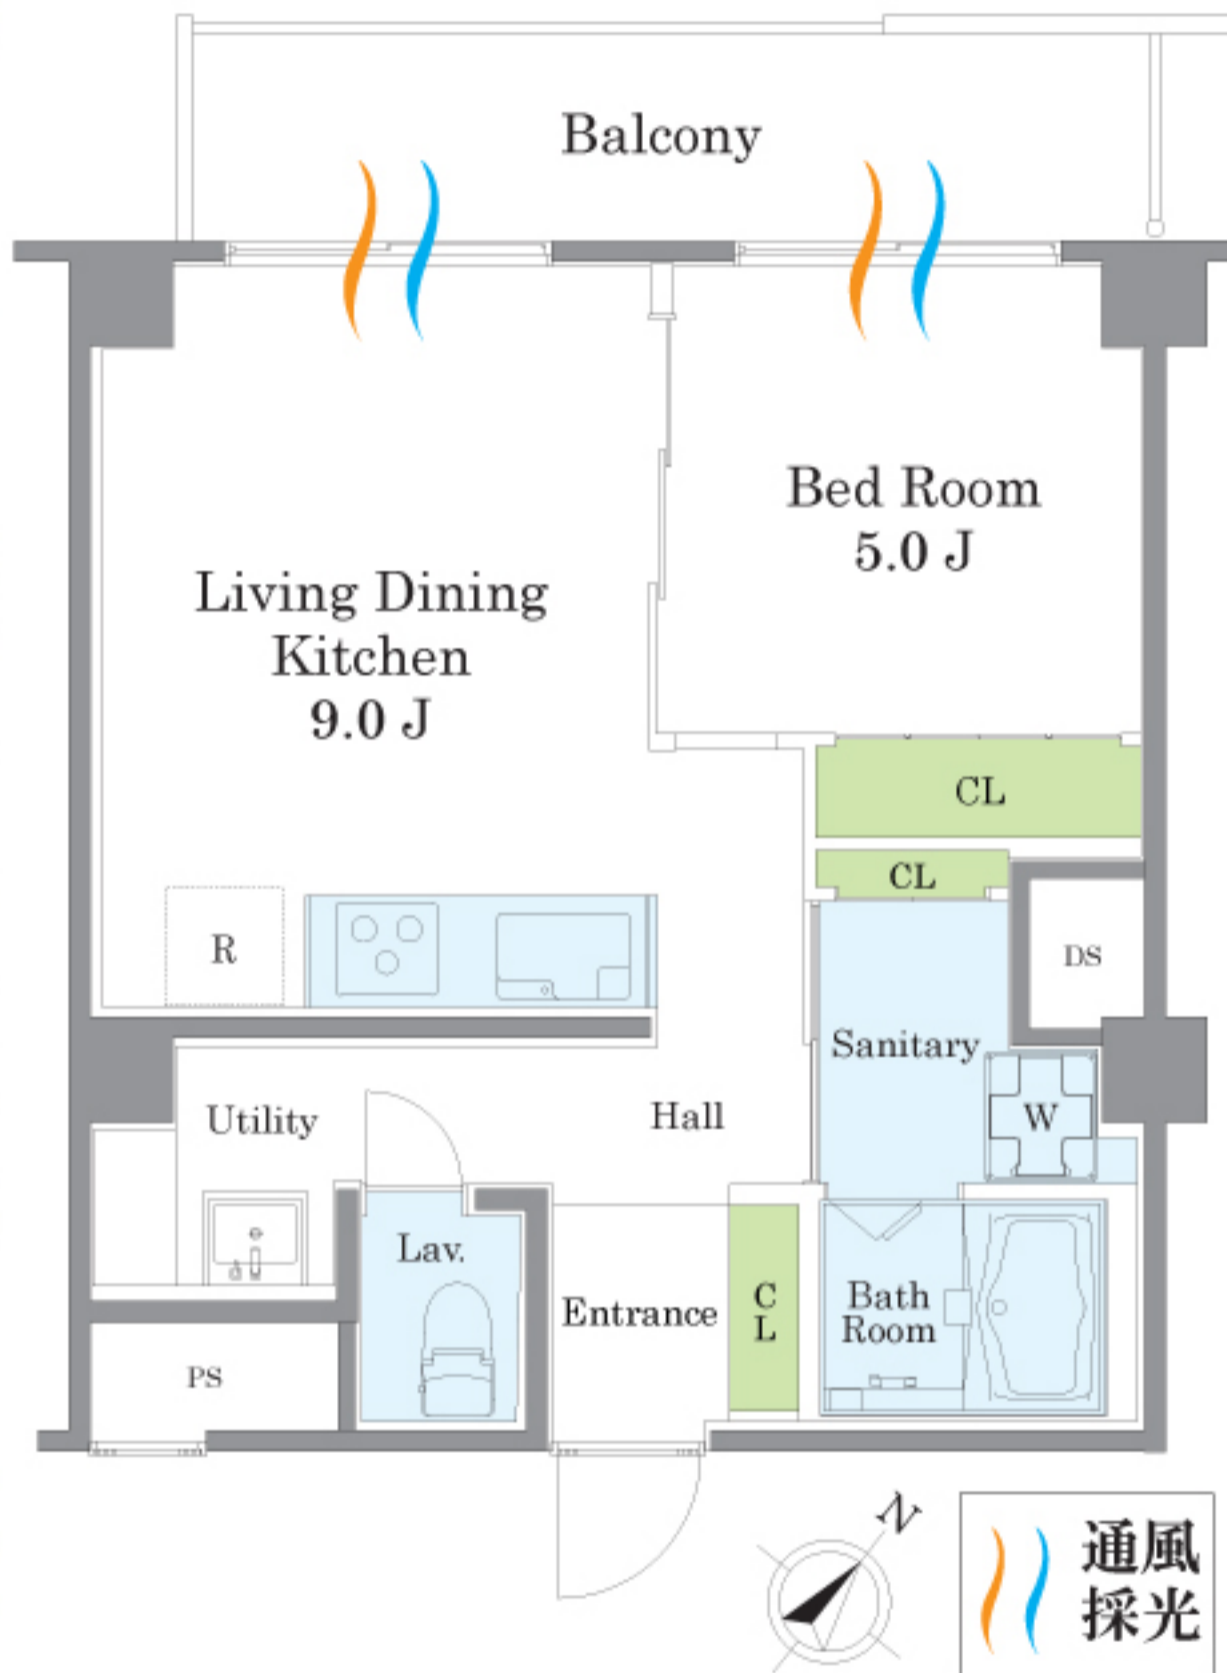 Balcony
Bed Room
5.0 J
Living Dining
Kitchen
9.0 J
CL
CL
R
DS
Sanitary
Utility
Hall
W
Lav.
Entrance
C
L
Bath
Room
PS
N
通風
採光